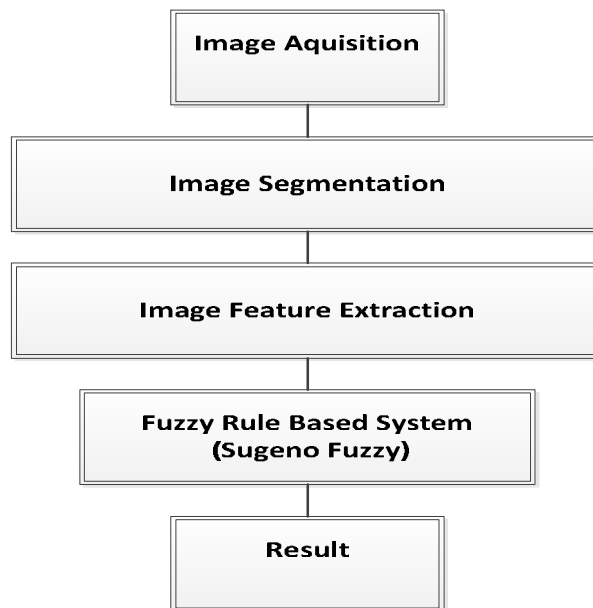 Image Aquisition
Image Segmentation
Image Feature Extraction
Fuzzy Rule Based System
(Sugeno Fuzzy)
Result